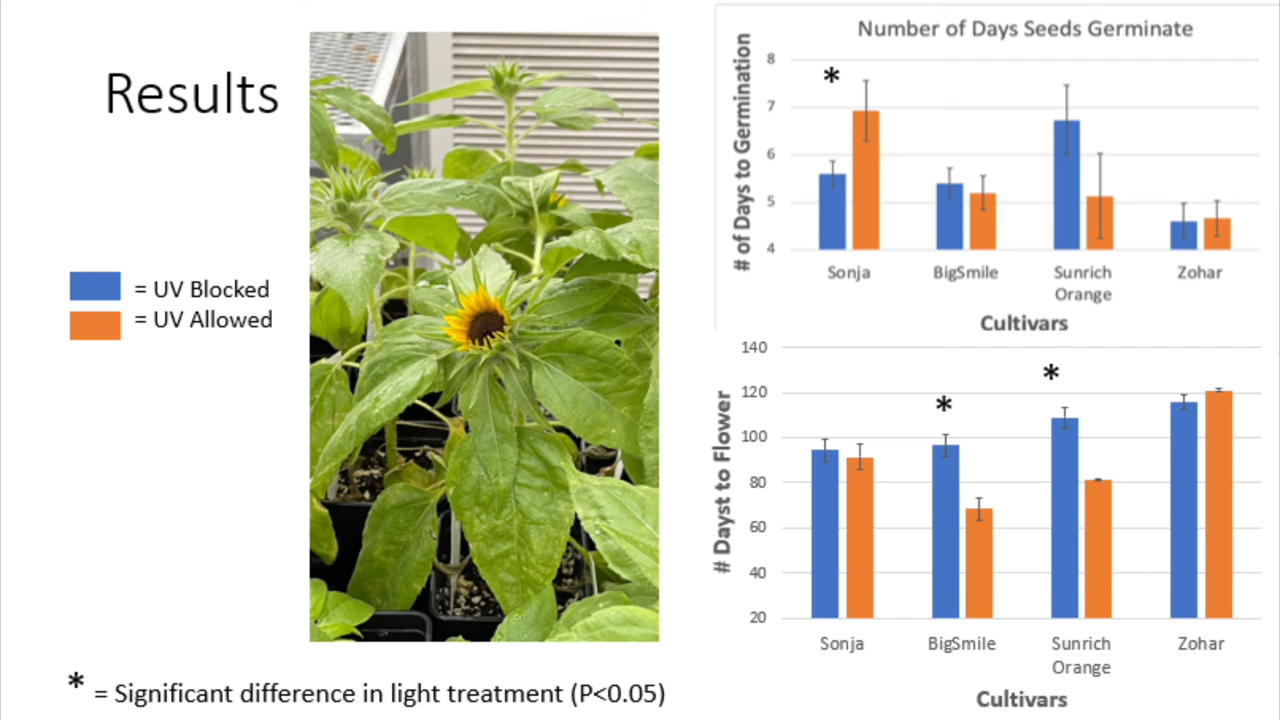 Results
= UV Blocked
= UV Allowed
* = Significant difference in light treatment (P<0.05)
Number of Days Seeds Germinate
# of Days to Germination
8
7
6
5
4
*
Sonja
BigSmile
Sunrich
Orange
Zohar
Cultivars
# Dayst to Flower
140
120
100
80
60
40
20
*
*
Sonja
BigSmile
Sunrich
Orange
Zohar
Cultivars